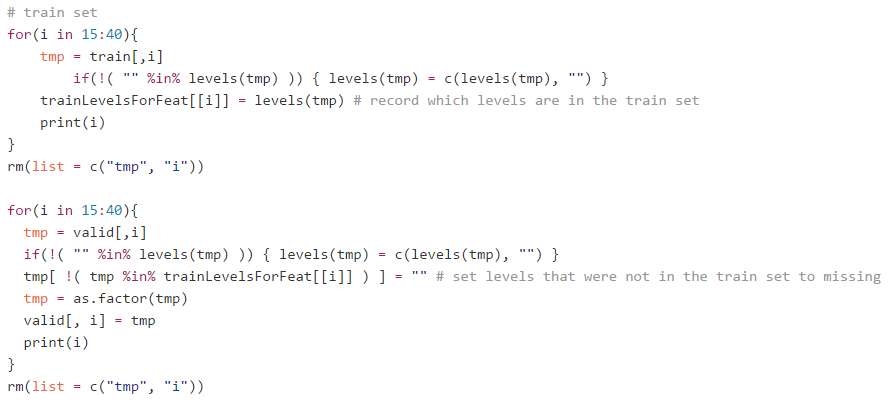 # train set
for(i in 15:40){
    tmp = train[,i]
        if(!( "" %in% levels(tmp) )) { levels(tmp) = c(levels(tmp), "") }
    trainLevelsForFeat[[i]] = levels(tmp) # record which levels are in the train set
    print(i)
}
rm(list = c("tmp", "i"))

for(i in 15:40){
  tmp = valid[,i]
  if(!( "" %in% levels(tmp) )) { levels(tmp) = c(levels(tmp), "") }
  tmp[ !( tmp %in% trainLevelsForFeat[[i]] ) ] = "" # set levels that were not in the train set to missing
  tmp = as.factor(tmp)
  valid[, i] = tmp
  print(i)
}
rm(list = c("tmp", "i"))